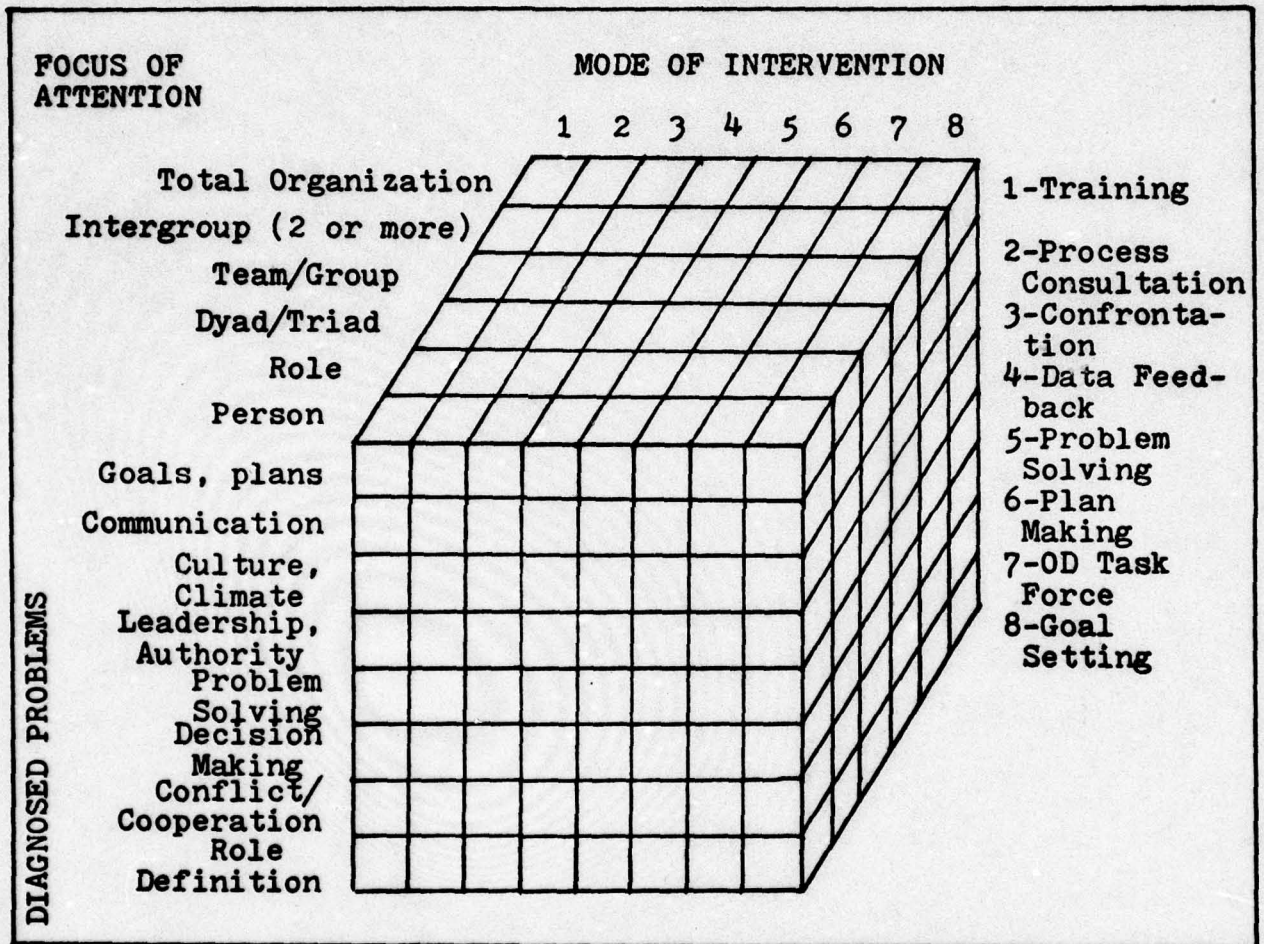 FOCUS OF
ATTENTION
MODE OF INTERVENTION
1 2 3 4 5 6 7 8
Total Organization
Intergroup (2 or more)
Team/Group
Dyad/Triad
Role
Person
Goals, plans
Communication
Culture,
Climate
Leadership,
Authority
Problem
Solving
Decision
Making
Conflict/
Cooperation
Role
Definition
DIAGNOSED PROBLEMS
1-Training
2-Process
Consultation
3-Confronta-
tion
4-Data Feed-
back
5-Problem
Solving
6-Plan
Making
7-OD Task
Force
8-Goal
Setting